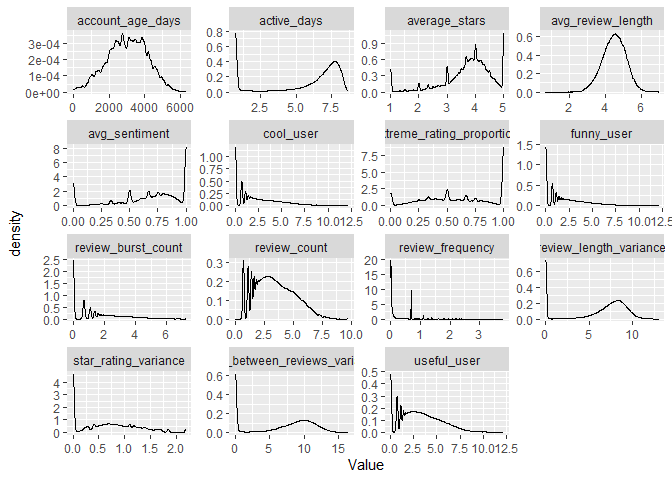 account_age_days
active_days
average_stars
avg_review_length
3e-04
2e-04
1e-04
0e+00
0 2000 4000 6000
0.8
0.6
0.4
0.2
0.0
2.5 5.0 7.5
0.9
0.6
0.3
0.0
1 2 3 4 5
0.6
0.4
0.2
0.0
2 4 6
avg_sentiment
cool_user
xtreme_rating_proportio
funny_user
8
6
4
2
0
0.00 0.25 0.50 0.75 1.00
1.00
0.75
0.50
0.25
0.00
0.0 2.5 5.0 7.5 10.0 12.5
7.5
5.0
2.5
0.0
0.00 0.25 0.50 0.75 1.00
1.5
1.0
0.5
0.0
0.0 2.5 5.0 7.5 10.0 12.5
review_burst_count
review_count
review_frequency
review_length_variance
2.5
2.0
1.5
1.0
0.5
0.0
0 2 4 6
0.3
0.2
0.1
0.0
0.0 2.5 5.0 7.5 10.0
20
15
10
5
0
0 1 2 3
0.6
0.4
0.2
0.0
0 5 10
star_rating_variance
_between_reviews_vari
useful_user
4
3
2
1
0
0.0 0.5 1.0 1.5 2.0
0.6
0.4
0.2
0.0
0 5 10 15
0.5
0.4
0.3
0.2
0.1
0.0
0.0 2.5 5.0 7.5 10.0 12.5
density
Value